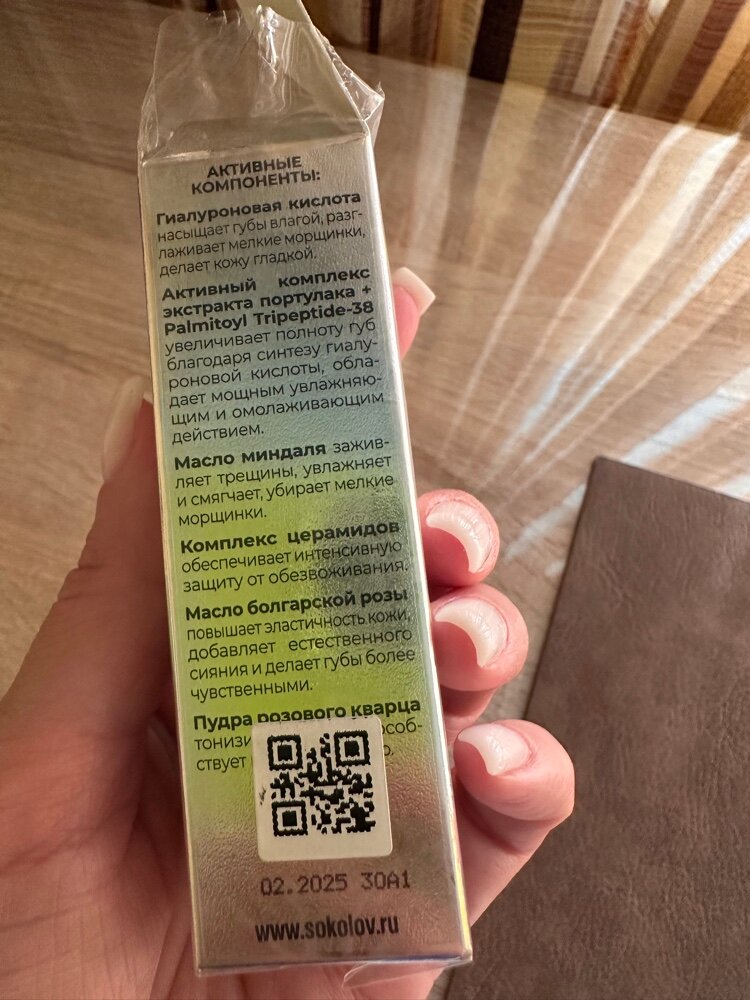 АКТИВНЫЕ
КОМПОНЕНТЫ:
Гиалуроновая кислота
насыщает губы влагой, разг-
лаживает мелкие морщинки,
делает кожу гладкой.
Активный комплекс
экстракта портулака +
Palmitoyl Tripeptide-38
увеличивает полноту губ
благодаря синтезу гиалу-
роновой кислоты, обла-
дает мощным увлажняю-
щим и омолаживающим
действием.
Масло миндаля зажив-
ляет трещины, увлажняет
и смягчает, убирает мелкие
морщинки.
Комплекс церамидов
обеспечивает интенсивную
защиту от обезвоживания.
Масло болгарской розы
повышает эластичность кожи,
добавляет естественного
сияния и делает губы более
чувственными.
Пудра розового кварца
02.2025 30A1
www.sokolov.ru